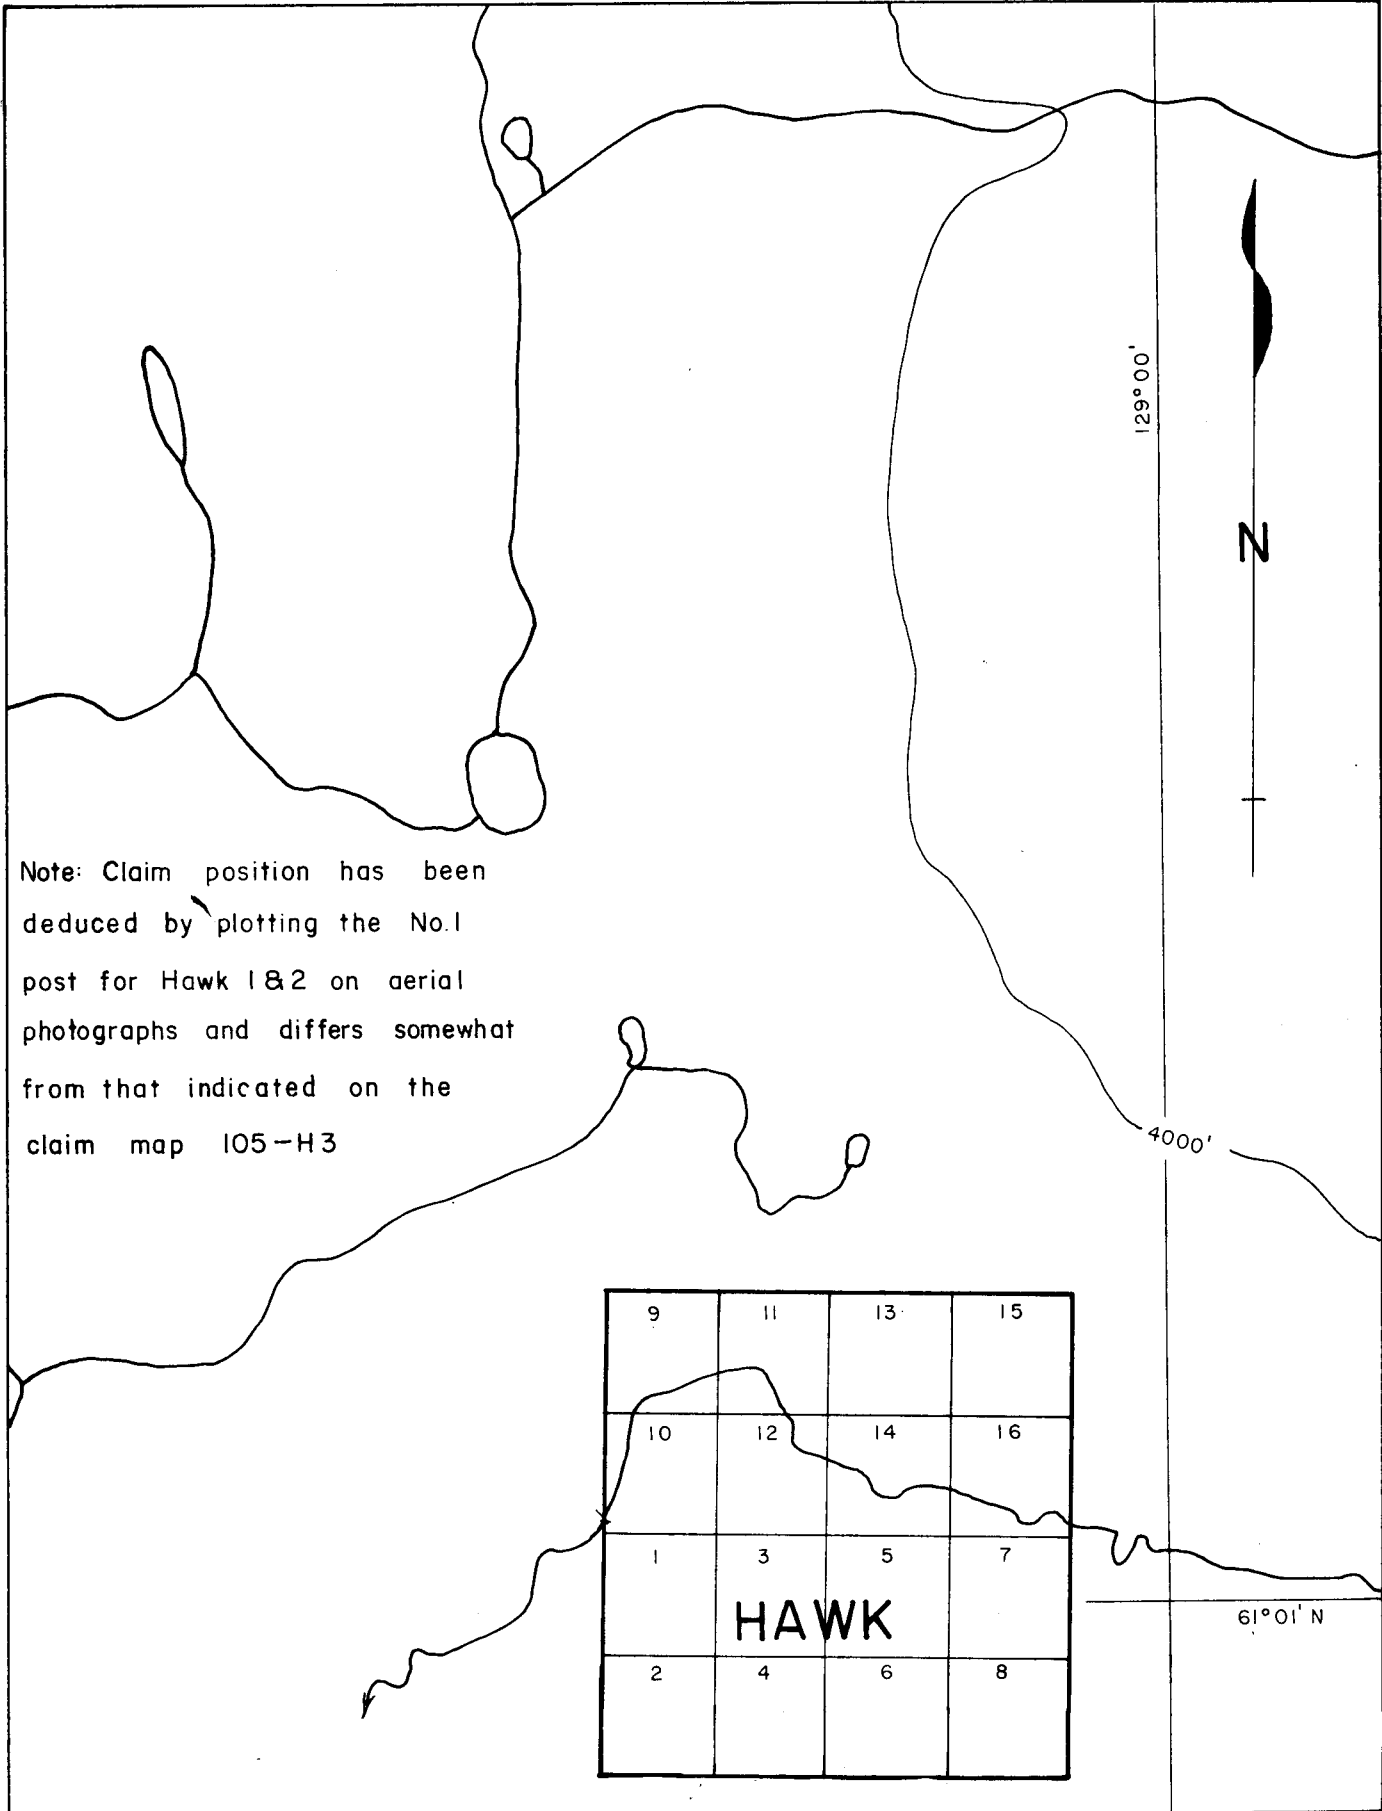 129°00'
N
Note: Claim position has been
deduced by plotting the No.1
post for Hawk 1&2 on aerial
photographs and differs somewhat
from that indicated on the
claim map 105-H3
4000'
9 11 13 15
10 12 14 16
1 3 5 7
HAWK
61°01' N
2 4 6 8